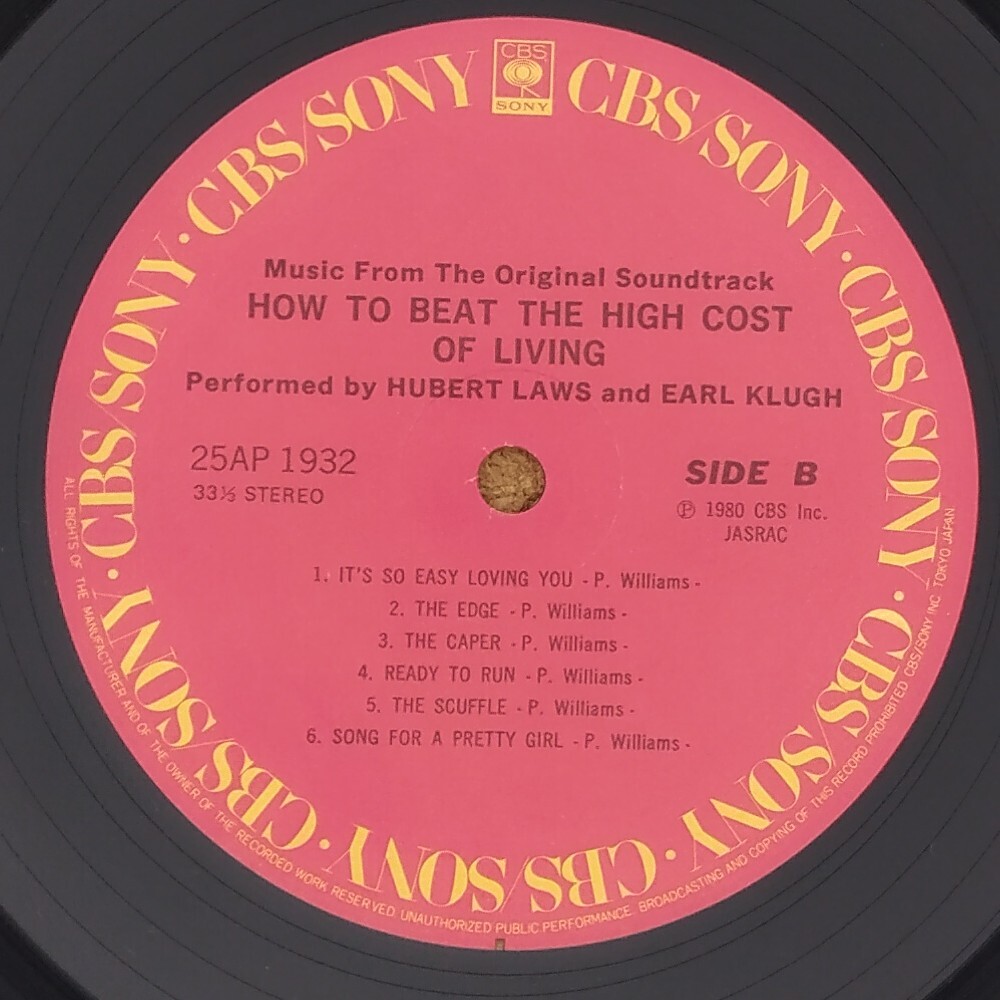 CBS
SONY
CBS/SONY · CBS/SONY · CBS/SONY · CBS/SONY · CBS/SONY · CBS/SONY · CBS/SONY · CBS/SONY
Music From The Original Soundtrack
HOW TO BEAT THE HIGH COST
OF LIVING
Performed by HUBERT LAWS and EARL KLUGH
25AP 1932
33⅓ STEREO
SIDE B
℗ 1980 CBS Inc.
JASRAC
1. IT'S SO EASY LOVING YOU - P. Williams -
2. THE EDGE - P. Williams -
3. THE CAPER - P. Williams -
4. READY TO RUN - P. Williams -
5. THE SCUFFLE - P. Williams -
6. SONG FOR A PRETTY GIRL - P. Williams -
ALL RIGHTS OF THE MANUFACTURER AND OF THE OWNER OF THE RECORDED WORK RESERVED. UNAUTHORIZED PUBLIC PERFORMANCE. BROADCASTING AND COPYING OF THIS RECORD PROHIBITED CBS/SONY INC TOKYO JAPAN